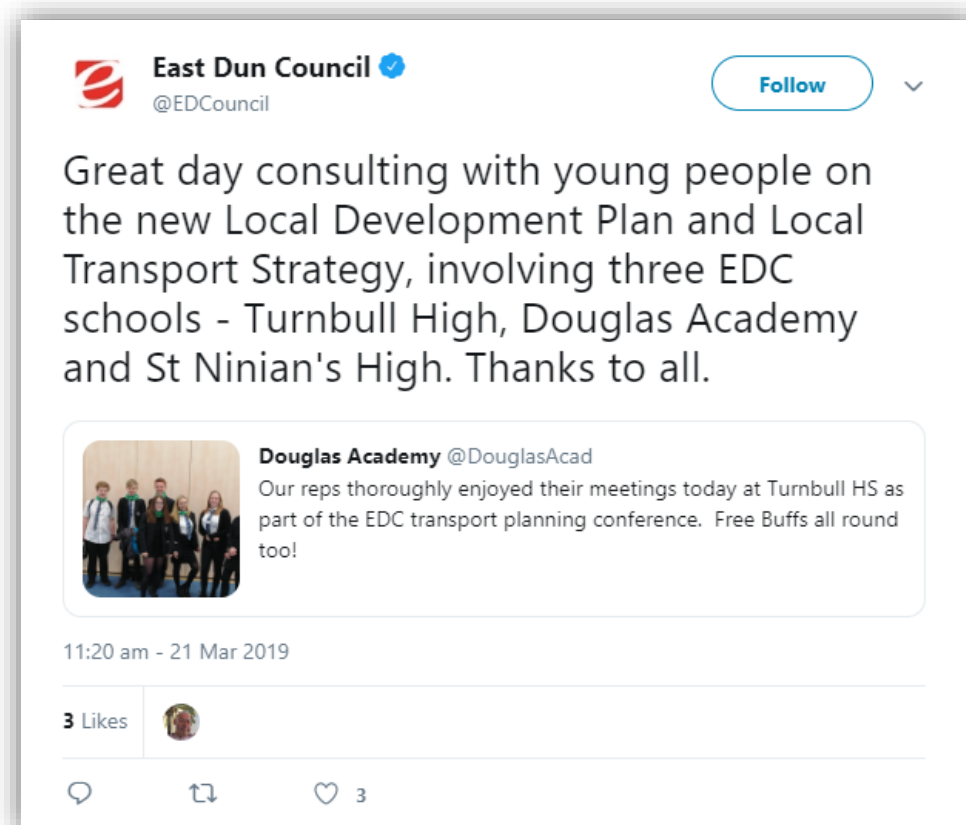 East Dun Council
@EDCouncil
Follow
Great day consulting with young people on
the new Local Development Plan and Local
Transport Strategy, involving three EDC
schools - Turnbull High, Douglas Academy
and St Ninian's High. Thanks to all.
Douglas Academy @DouglasAcad
Our reps thoroughly enjoyed their meetings today at Turnbull HS as
part of the EDC transport planning conference.  Free Buffs all round
too!
11:20 am - 21 Mar 2019
3 Likes
3